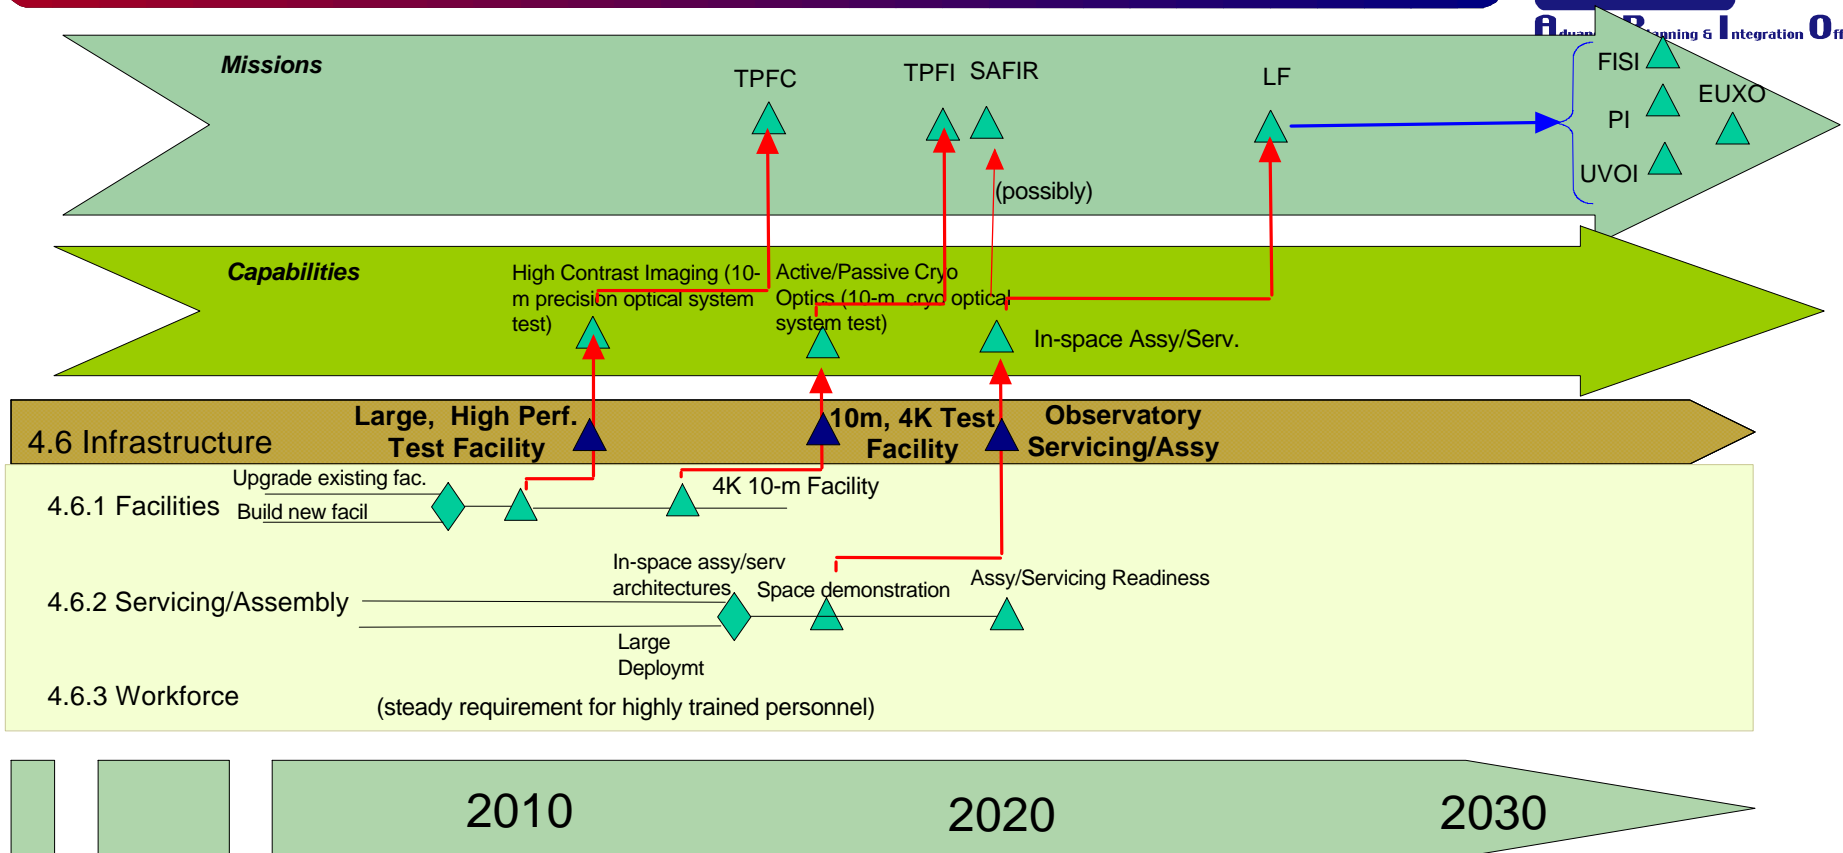 Integration Off
Missions
TPFC
TPFI
SAFIR
LF
FISI
EUXO
PI
UVOI
(possibly)
Capabilities
High Contrast Imaging (10-
m precision optical system
test)
Active/Passive Cryo
Optics (10-m cryo optical
system test)
In-space Assy/Serv.
4.6 Infrastructure
Large, High Perf.
Test Facility
10m, 4K Test
Facility
Observatory
Servicing/Assy
4.6.1 Facilities
Upgrade existing fac.
Build new facil
4K 10-m Facility
4.6.2 Servicing/Assembly
In-space assy/serv
architectures
Space demonstration
Assy/Servicing Readiness
Large
Deploymt
4.6.3 Workforce
(steady requirement for highly trained personnel)
2010
2020
2030